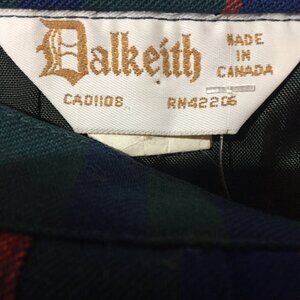 Dalkeith
MADE
IN
CANADA
CA01108
RN42206